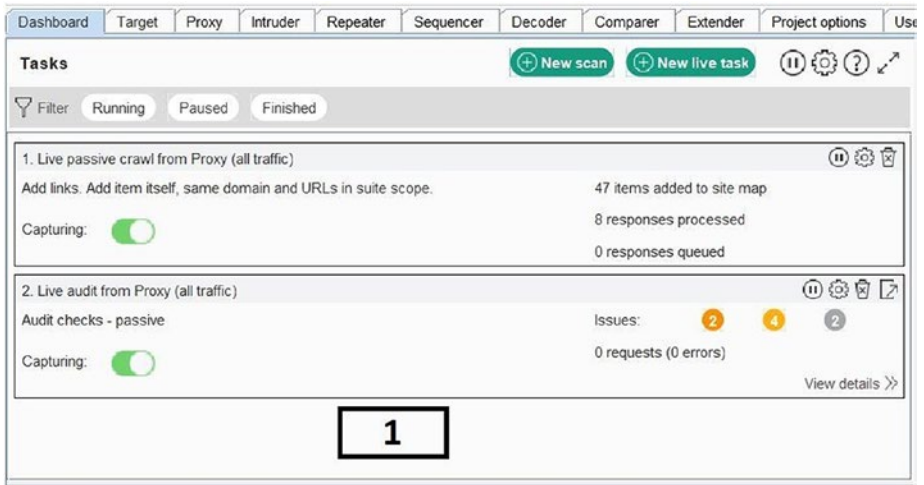 Dashboard Target Proxy Intruder Repeater Sequencer Decoder Comparer Extender Project options Use
Tasks New scan New live task
Filter Running Paused Finished
1. Live passive crawl from Proxy (all traffic)
Add links. Add item itself, same domain and URLs in suite scope. 47 items added to site map
8 responses processed
Capturing:
0 responses queued
2. Live audit from Proxy (all traffic)
Audit checks - passive Issues: 2 4 2
0 requests (0 errors)
Capturing:
View details
1